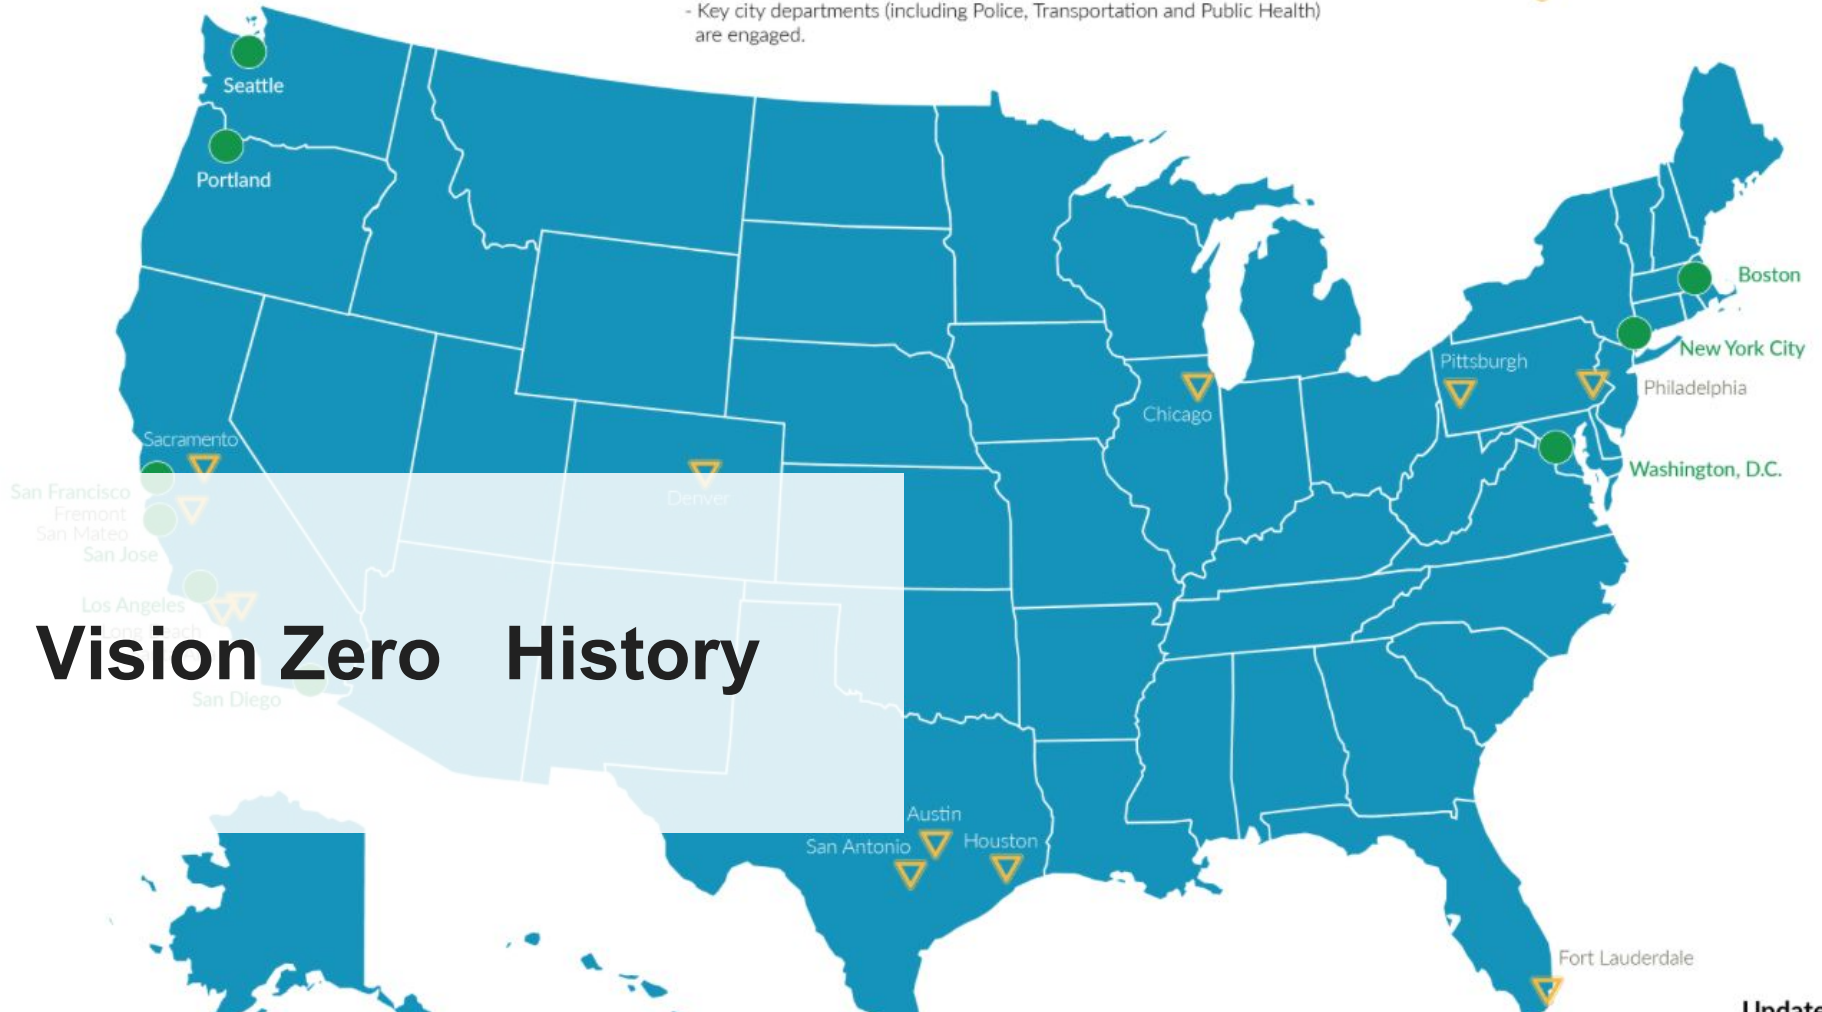 - Key city departments (including Police, Transportation and Public Health)
are engaged.
Seattle
Portland
Boston
New York City
Pittsburgh
Philadelphia
Chicago
Sacramento
Washington, D.C.
San Francisco
Denver
Fremont
San Mateo
San Jose
Los Angeles
Long Beach
Vision Zero History
San Diego
Austin
San Antonio
Houston
Fort Lauderdale